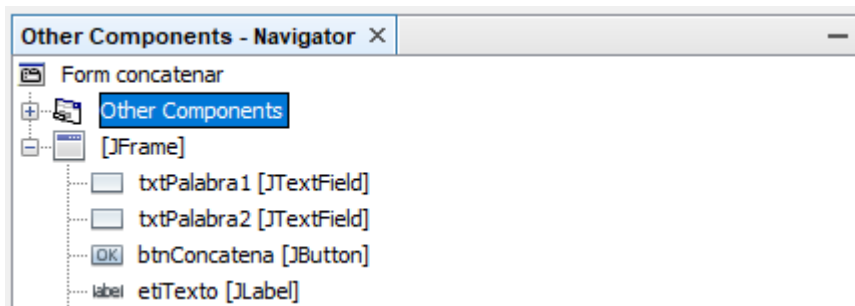 Other Components - Navigator ×
Form concatenar
Other Components
[JFrame]
txtPalabra1 [JTextField]
txtPalabra2 [JTextField]
OK btnConcatena [JButton]
label etiTexto [JLabel]